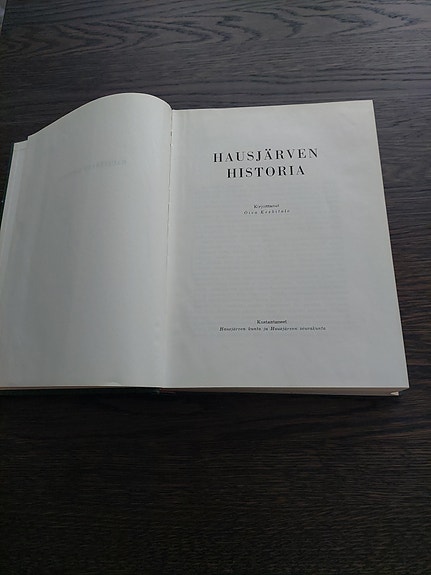 HAUSJÄRVEN
HISTORIA
Kirjoittanut
Oiva Keskitalo
Kustantaneet
Hausjärven kunta ja Hausjärven seurakunta